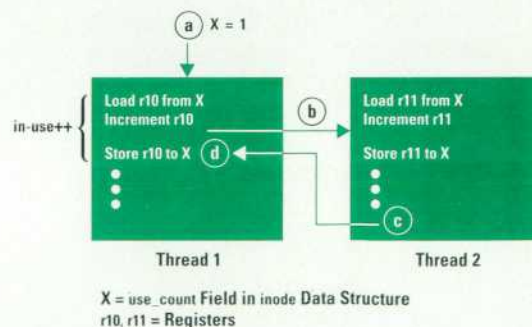 a X = 1
in-use++
Load r10 from X
Increment r10
Store r10 to X
d
b
Load r11 from X
Increment r11
Store r11 to X
c
Thread 1
Thread 2
X = use_count Field in inode Data Structure
r10, r11 = Registers